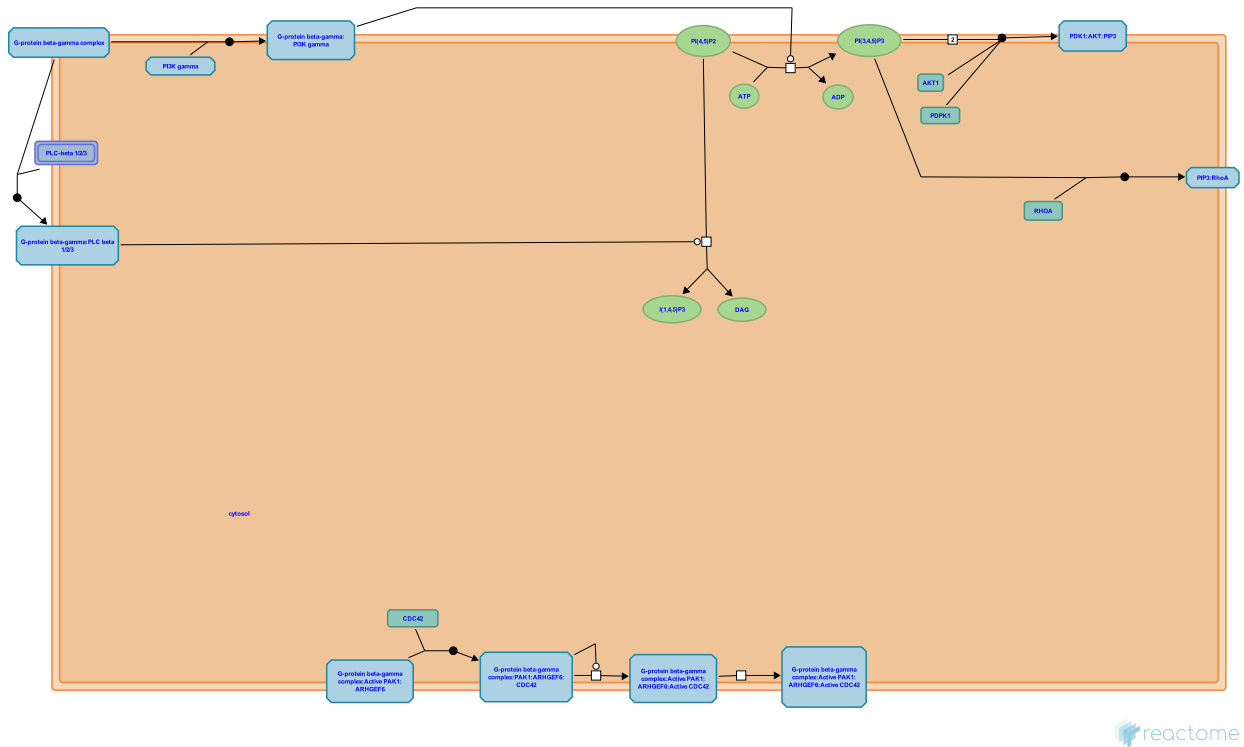 G-protein beta-gamma complex
G-protein beta-gamma:
PI3K gamma
PI3K gamma
PI(4,5)P2
PI(3,4,5)P3
2
PDK1:AKT:PIP3
ATP
ADP
AKT1
PDPK1
PLC-beta 1/2/3
PIP3:RhoA
RHOA
G-protein beta-gamma:PLC beta
1/2/3
I(1,4,5)P3
DAG
cytosol
CDC42
G-protein beta-gamma
complex:Active PAK1:
ARHGEF6
G-protein beta-gamma
complex:PAK1:ARHGEF6:
CDC42
G-protein beta-gamma
complex:Active PAK1:
ARHGEF6:Active CDC42
G-protein beta-gamma
complex:Active PAK1:
ARHGEF6:Active CDC42
reactome